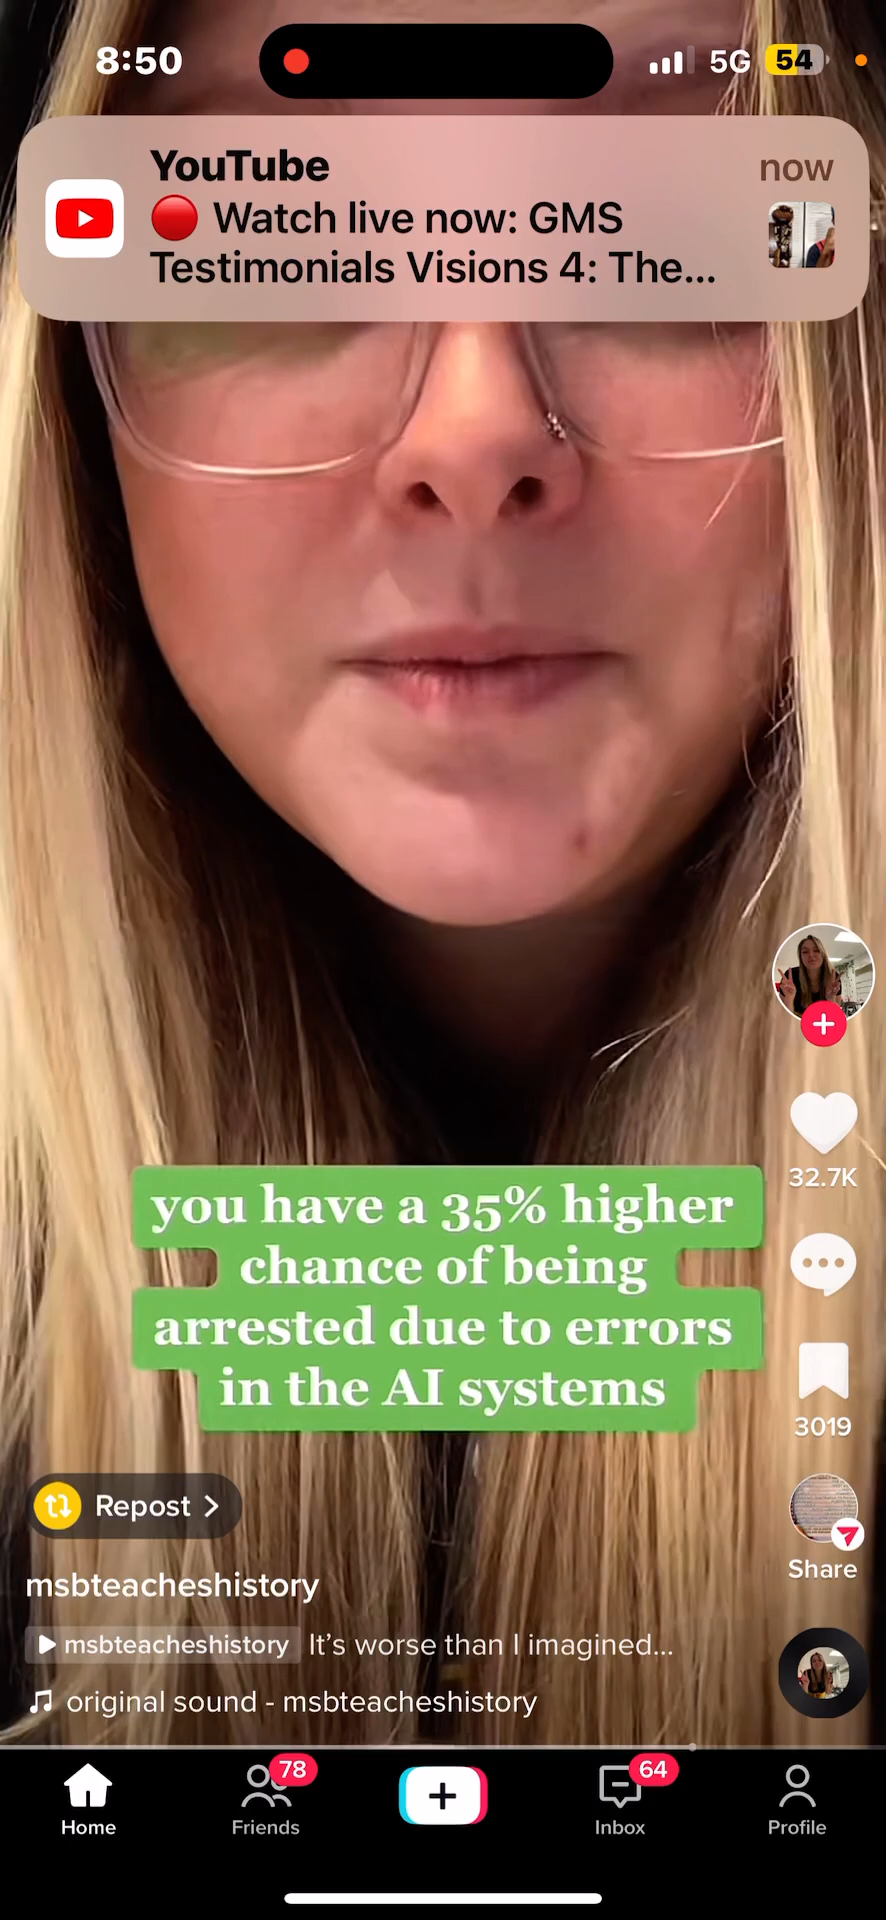 8:50
5G
54
YouTube
now
🔴 Watch live now: GMS
Testimonials Visions 4: The...
you have a 35% higher
chance of being
arrested due to errors
in the AI systems
32.7K
3019
Share
Repost
msbteacheshistory
msbteacheshistory It's worse than I imagined...
original sound - msbteacheshistory
78
64
Home
Friends
Inbox
Profile